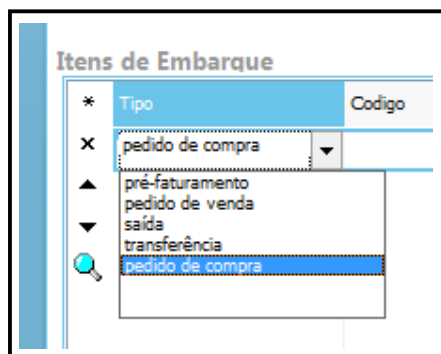 Itens de Embarque
* Tipo Codigo
x pedido de compra
pré-faturamento
pedido de venda
saída
transferência
pedido de compra